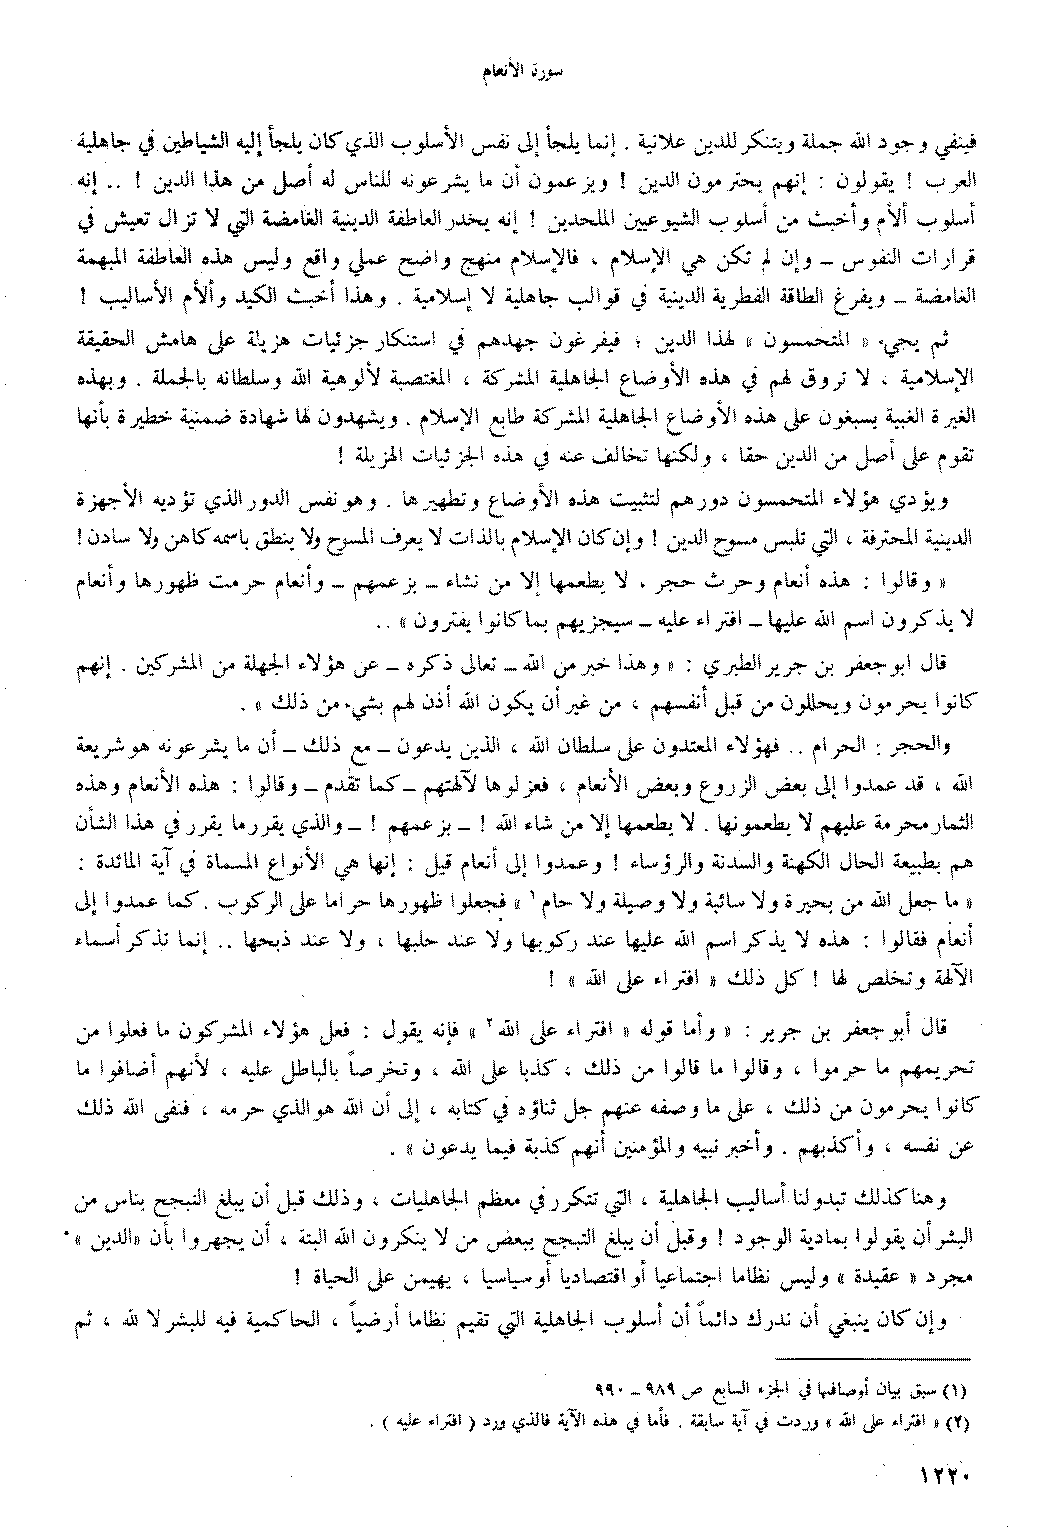 سورة الأنعام
فينفي وجود الله جملة ويتنكر للدين علانية . إنما يلجأ إلى نفس الأسلوب الذي كان يلجأ إليه الشياطين في جاهلية
العرب ! يقولون : إنهم يحترمون الدين ! ويزعمون أن ما يشرعونه للناس له أصل من هذا الدين ! .. إنه
أسلوب ألأم وأخبث من أسلوب الشيوعيين الملحدين ! إنه يخدر العاطفة الدينية الغامضة التي لا تزال تعيش في
قرارات النفوس – وإن لم تكن هي الإسلام ، فالإسلام منهج واضح عملي واقع وليس هذه العاطفة المبهمة
الغامضة – ويفرغ الطاقة الفطرية الدينية في قوالب جاهلية لا إسلامية . وهذا أخبث الكيد وألأم الأساليب !
ثم يجيء « المتحمسون » لهذا الدين ؛ فيفرغون جهدهم في استنكار جزئيات هزيلة على هامش الحقيقة
الإسلامية ، لا تروق لهم في هذه الأوضاع الجاهلية المشركة ، المغتصبة لألوهية الله وسلطانه بالجملة . وبهذه
الغيرة الغبية يسبغون على هذه الأوضاع الجاهلية المشركة طابع الإسلام . ويشهدون لها شهادة ضمنية خطيرة بأنها
تقوم على أصل من الدين حقا ، ولكنها تخالف عنه في هذه الجزئيات الهزيلة !
ويؤدي هؤلاء المتحمسون دورهم لتثبيت هذه الأوضاع وتطهيرها . وهو نفس الدور الذي تؤديه الأجهزة
الدينية المحترفة ، التي تلبس مسوح الدين ! وإن كان الإسلام بالذات لا يعرف المسوح ولا ينطق باسمه كاهن ولا سادن !
« وقالوا : هذه أنعام وحرث حجر ، لا يطعمها إلا من نشاء – بزعمهم – وأنعام حرمت ظهورها وأنعام
لا يذكرون اسم الله عليها – افتراء عليه – سيجزيهم بما كانوا يفترون » ..
قال ابو جعفر بن جرير الطبري : « وهذا خبر من الله – تعالى ذكره – عن هؤلاء الجهلة من المشركين . إنهم
كانوا يحرمون ويحللون من قبل أنفسهم ، من غير أن يكون الله أذن لهم بشيء من ذلك » .
والحجر : الحرام .. فهؤلاء المعتدون على سلطان الله ، الذين يدعون – مع ذلك – أن ما يشرعونه هو شريعة
الله ، قد عمدوا إلى بعض الزروع وبعض الأنعام ، فعزلوها لآلهتهم – كما تقدم – وقالوا : هذه الأنعام وهذه
الثمار محرمة عليهم لا يطعمونها . لا يطعمها إلا من شاء الله ! – بزعمهم ! – والذي يقرر ما يقرر في هذا الشأن
هم بطبيعة الحال الكهنة والسدنة والرؤساء ! وعمدوا إلى أنعام قيل : إنها هي الأنواع المسماة في آية المائدة :
« ما جعل الله من بحيرة ولا سائبة ولا وصيلة ولا حام ١ » فجعلوا ظهورها حراما على الركوب . كما عمدوا إلى
أنعام فقالوا : هذه لا يذكر اسم الله عليها عند ركوبها ولا عند حلبها ، ولا عند ذبحها .. إنما تذكر أسماء
الآلهة وتخلص لها ! كل ذلك « افتراء على الله » !
قال أبو جعفر بن جرير : « وأما قوله « افتراء على الله ٢ » فإنه يقول : فعل هؤلاء المشركون ما فعلوا من
تحريمهم ما حرموا ، وقالوا ما قالوا من ذلك ، كذبا على الله ، وتخرصاً بالباطل عليه ، لأنهم أضافوا ما
كانوا يحرمون من ذلك ، على ما وصفه عنهم جل ثناؤه في كتابه ، إلى أن الله هو الذي حرمه ، فنفى الله ذلك
عن نفسه ، وأكذبهم . وأخبر نبيه والمؤمنين أنهم كذبة فيما يدعون » .
وهنا كذلك تبدو لنا أساليب الجاهلية ، التي تتكرر في معظم الجاهليات ، وذلك قبل أن يبلغ التبجح بناس من
البشر أن يقولوا بمادية الوجود ! وقبل أن يبلغ التبجح ببعض من لا ينكرون الله البتة ، أن يجهروا بأن «الدين »
مجرد « عقيدة » وليس نظاما اجتماعيا أو اقتصاديا أو سياسيا ، يهيمن على الحياة !
وإن كان ينبغي أن ندرك دائماً أن أسلوب الجاهلية التي تقيم نظاما أرضياً ، الحاكمية فيه للبشر لا لله ، ثم
(١) سبق بيان أوصافها في الجزء السابع ص ٩٨٩ – ٩٩٠
(٢) « افتراء على الله » وردت في آية سابقة . فأما في هذه الآية فالذي ورد ( افتراء عليه ) .
١٢٢٠